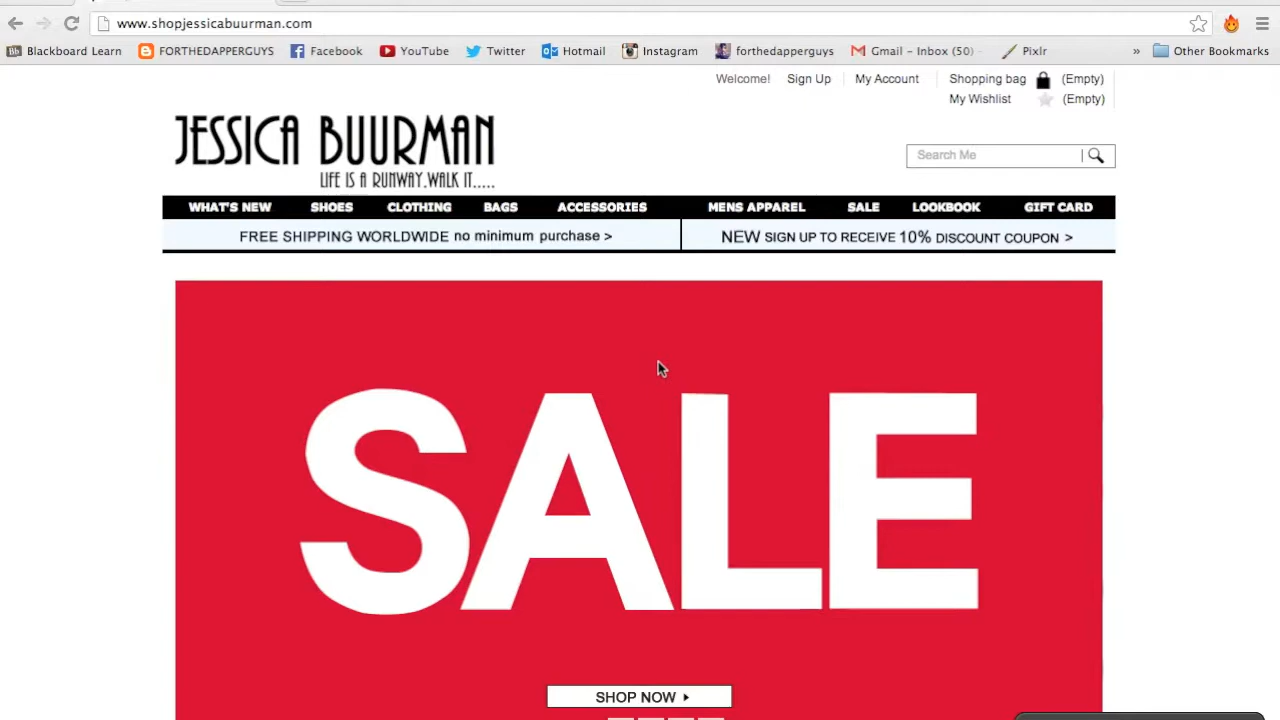 www.shopjessicabuurman.com
Bb Blackboard Learn FORTHEDAPPERGUYS Facebook YouTube Twitter Hotmail Instagram forthedapperguys Gmail – Inbox (50) – Pixlr » Other Bookmarks
Welcome! Sign Up My Account Shopping bag (Empty)
My Wishlist (Empty)
JESSICA BUURMAN
LIFE IS A RUNWAY.WALK IT.....
Search Me
WHAT'S NEW SHOES CLOTHING BAGS ACCESSORIES MENS APPAREL SALE LOOKBOOK GIFT CARD
FREE SHIPPING WORLDWIDE no minimum purchase > NEW SIGN UP TO RECEIVE 10% DISCOUNT COUPON >
SALE
SHOP NOW